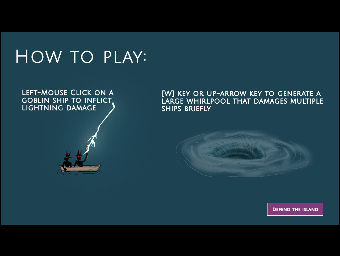 How to play:
Left-Mouse Click on a
goblin ship to inflict
lightning damage
[W] key or up-arrow key to generate a
large whirlpool that damages multiple
ships briefly
Defend the island